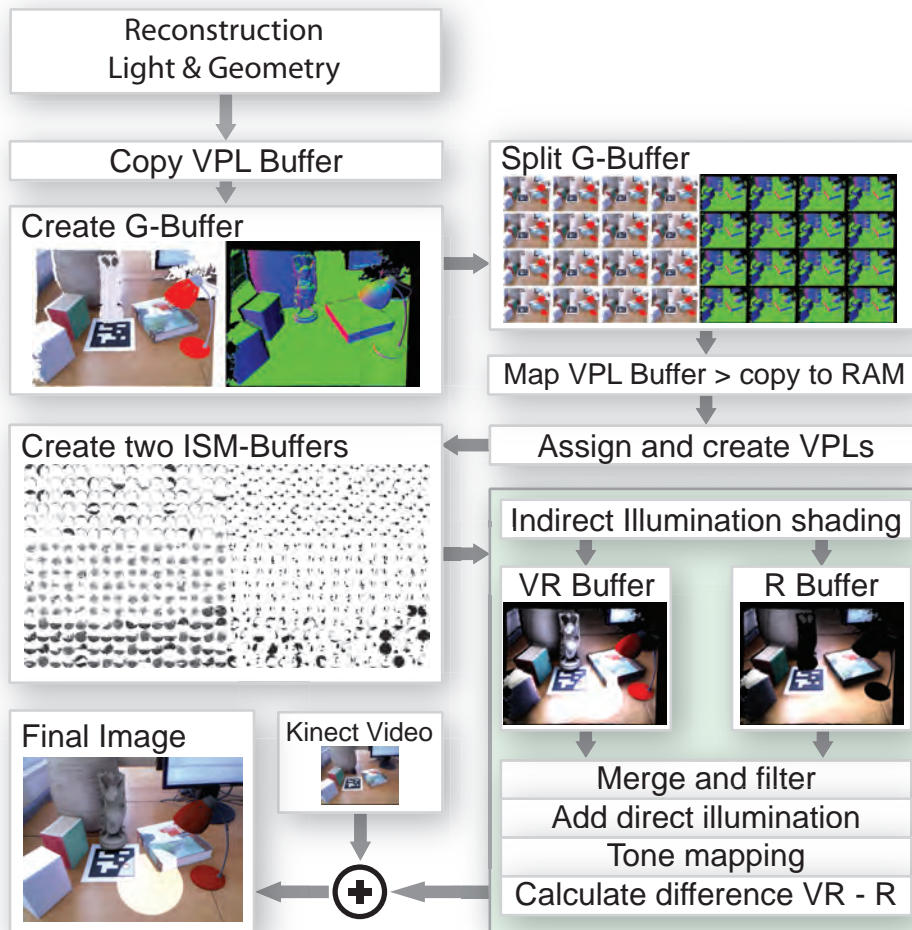 Reconstruction
Light & Geometry
Copy VPL Buffer
Create G-Buffer
Split G-Buffer
Map VPL Buffer > copy to RAM
Assign and create VPLs
Create two ISM-Buffers
Indirect Illumination shading
VR Buffer
R Buffer
Merge and filter
Add direct illumination
Tone mapping
Calculate difference VR - R
Kinect Video
Final Image